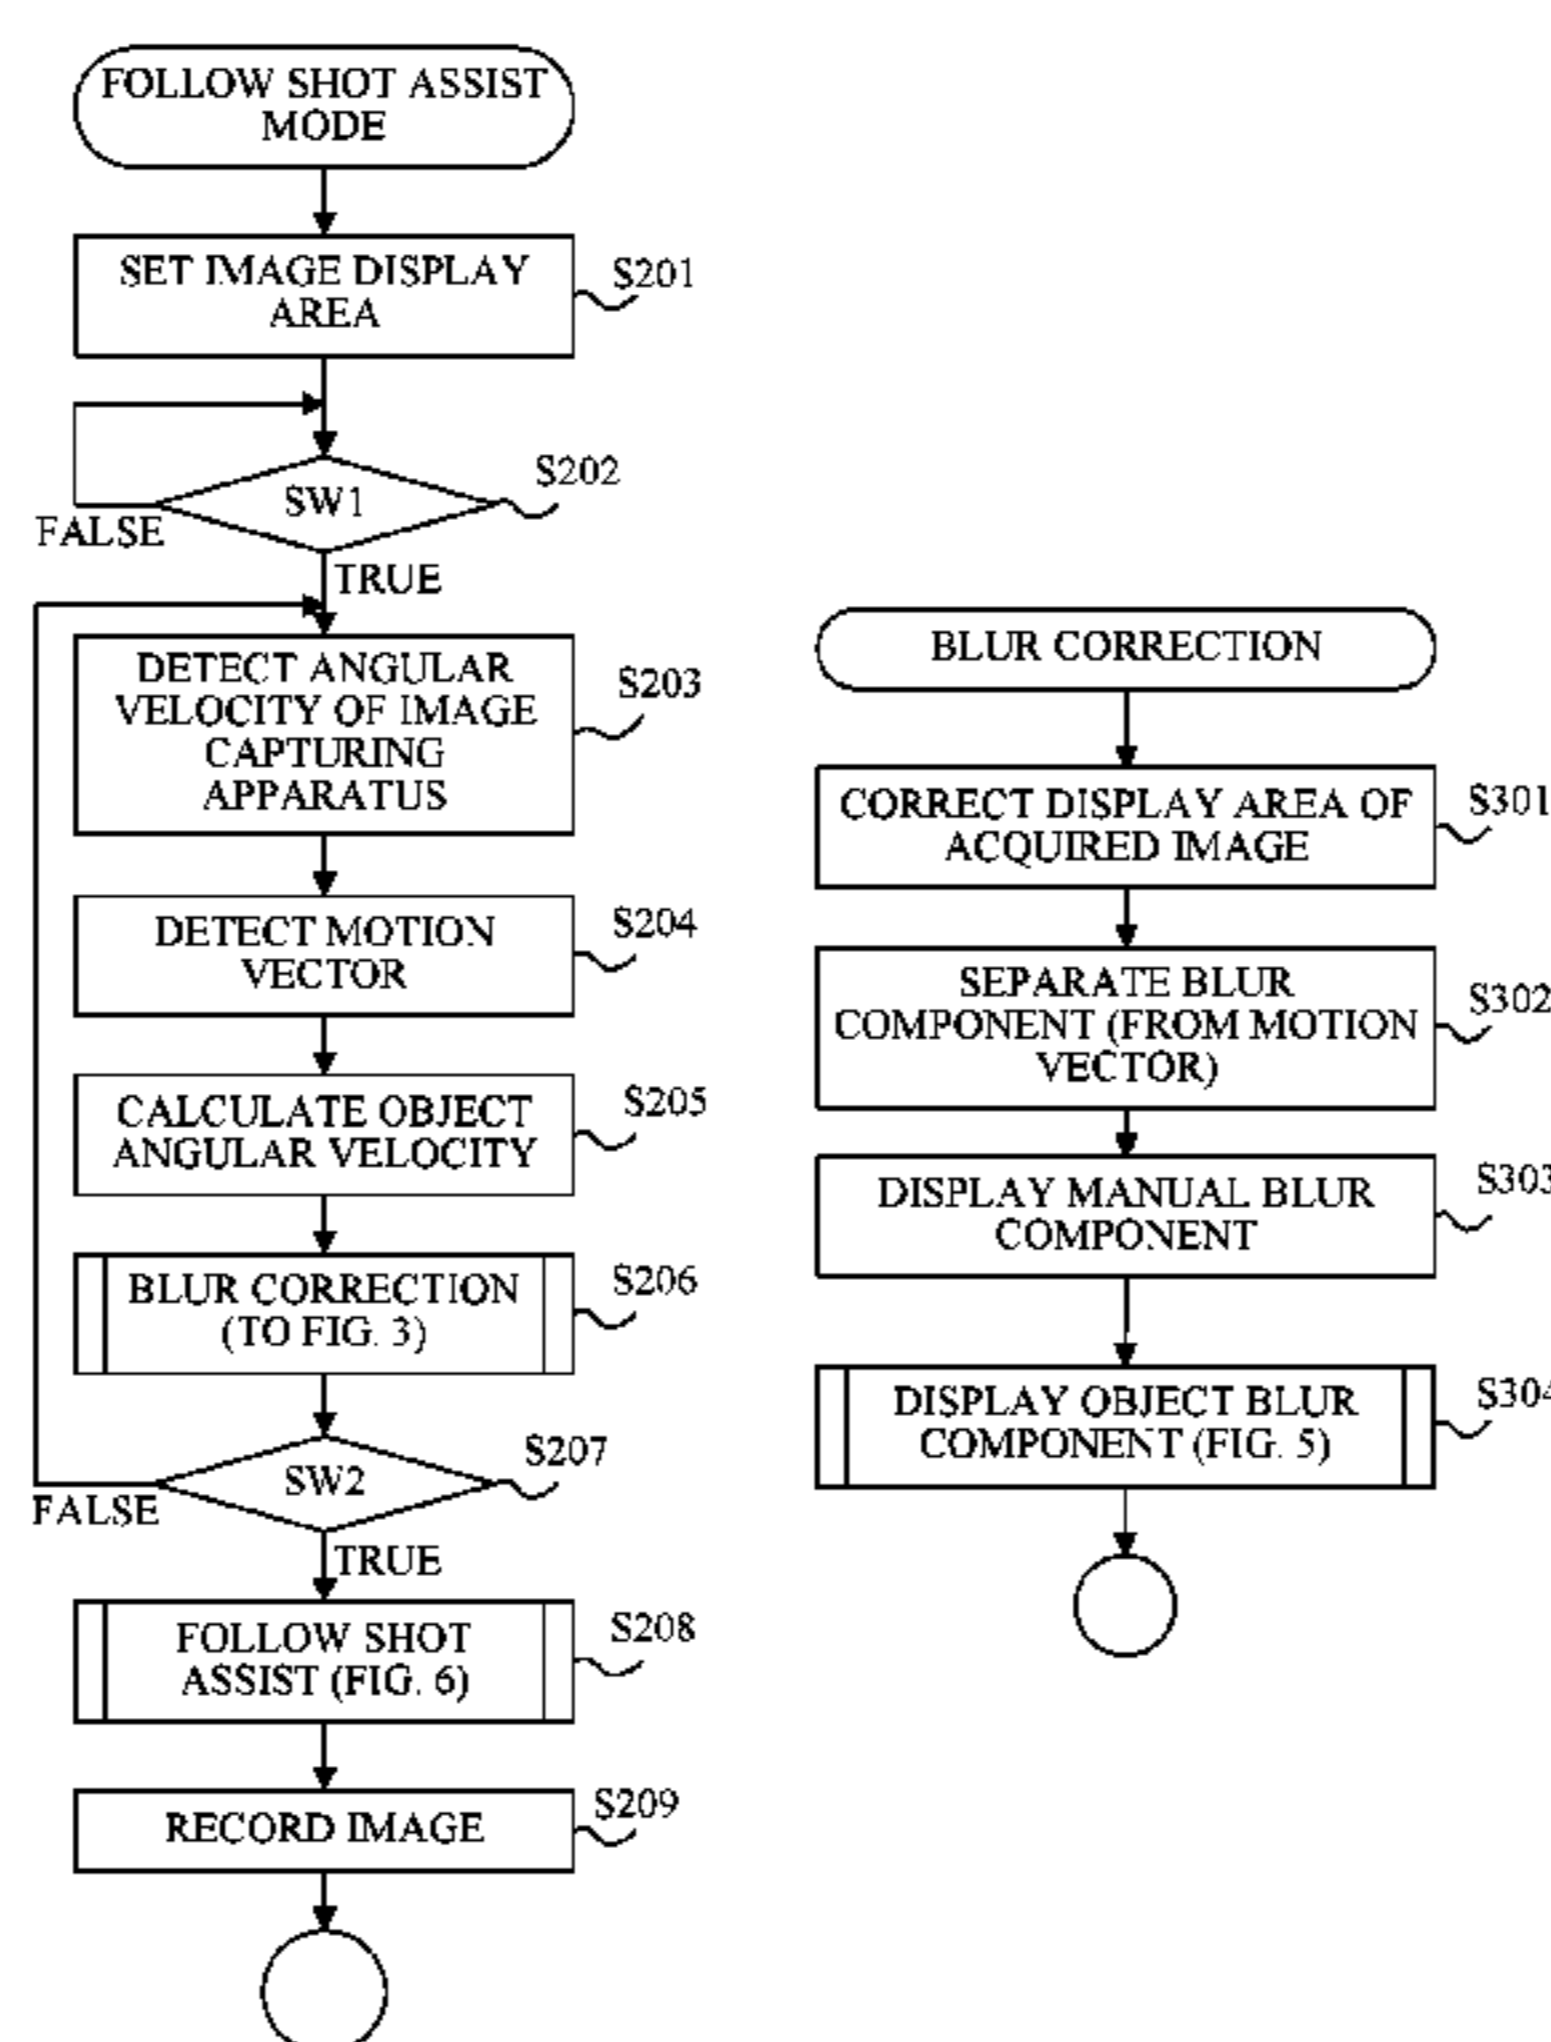 FOLLOW SHOT ASSIST
MODE
SET IMAGE DISPLAY
AREA
S201
SW1
S202
FALSE
TRUE
DETECT ANGULAR
VELOCITY OF IMAGE
CAPTURING
APPARATUS
S203
DETECT MOTION
VECTOR
S204
CALCULATE OBJECT
ANGULAR VELOCITY
S205
BLUR CORRECTION
(TO FIG. 3)
S206
SW2
S207
FALSE
TRUE
FOLLOW SHOT
ASSIST (FIG. 6)
S208
RECORD IMAGE
S209
BLUR CORRECTION
CORRECT DISPLAY AREA OF
ACQUIRED IMAGE
S301
SEPARATE BLUR
COMPONENT (FROM MOTION
VECTOR)
S302
DISPLAY MANUAL BLUR
COMPONENT
S303
DISPLAY OBJECT BLUR
COMPONENT (FIG. 5)
S304